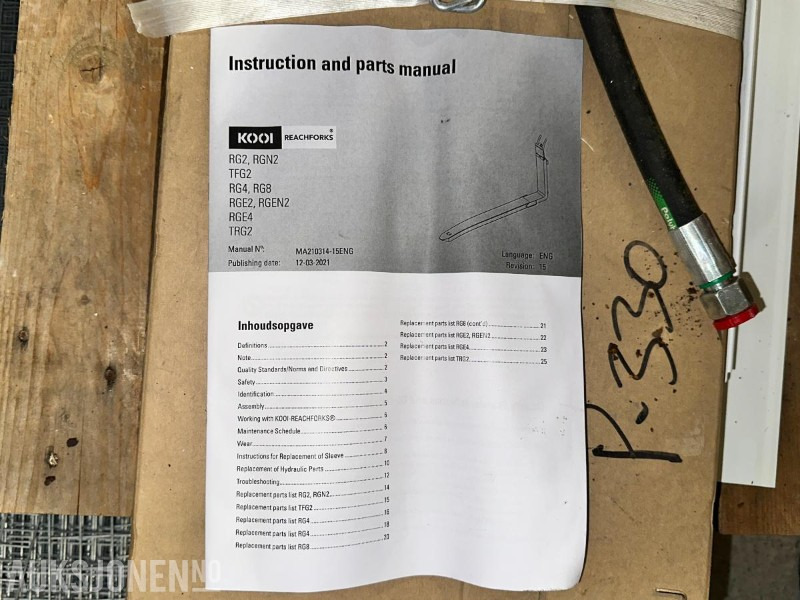 Instruction and parts manual
KOOI REACHFORKS®
RG2, RGN2
TFG2
RG4, RG8
RGE2, RGEN2
RGE4
TRG2
Manual Nº: MA210314-15ENG
Publishing date: 12-03-2021
Language: ENG
Revision: 15
Inhoudsopgave
Definitions 2
Note 2
Quality Standards/Norms and Directives 2
Safety 3
Identification 4
Assembly 5
Working with KOOI-REACHFORKS® 6
Maintenance Schedule 6
Wear 7
Instructions for Replacement of Sleeve 8
Replacement of Hydraulic Parts 10
Troubleshooting 12
Replacement parts list RG2, RGN2 14
Replacement parts list TFG2 15
Replacement parts list RG4 16
Replacement parts list RG4 18
Replacement parts list RG8 20
Replacement parts list RG8 (cont'd) 21
Replacement parts list RGE2, RGEN2 22
Replacement parts list RGE4 23
Replacement parts list TRG2 25
P.330
AUKSJONEN.NO